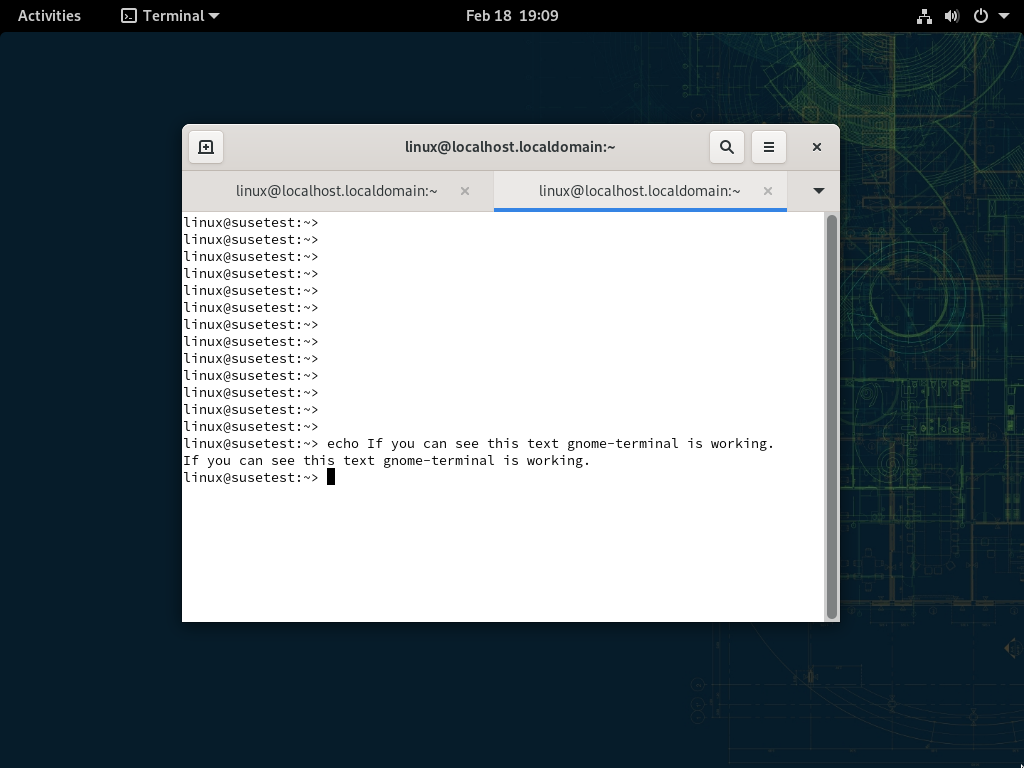 Activities Terminal Feb 18 19:09
linux@localhost.localdomain:~
linux@localhost.localdomain:~ linux@localhost.localdomain:~
linux@susetest:~>
linux@susetest:~>
linux@susetest:~>
linux@susetest:~>
linux@susetest:~>
linux@susetest:~>
linux@susetest:~>
linux@susetest:~>
linux@susetest:~>
linux@susetest:~>
linux@susetest:~>
linux@susetest:~>
linux@susetest:~>
linux@susetest:~> echo If you can see this text gnome-terminal is working.
If you can see this text gnome-terminal is working.
linux@susetest:~>